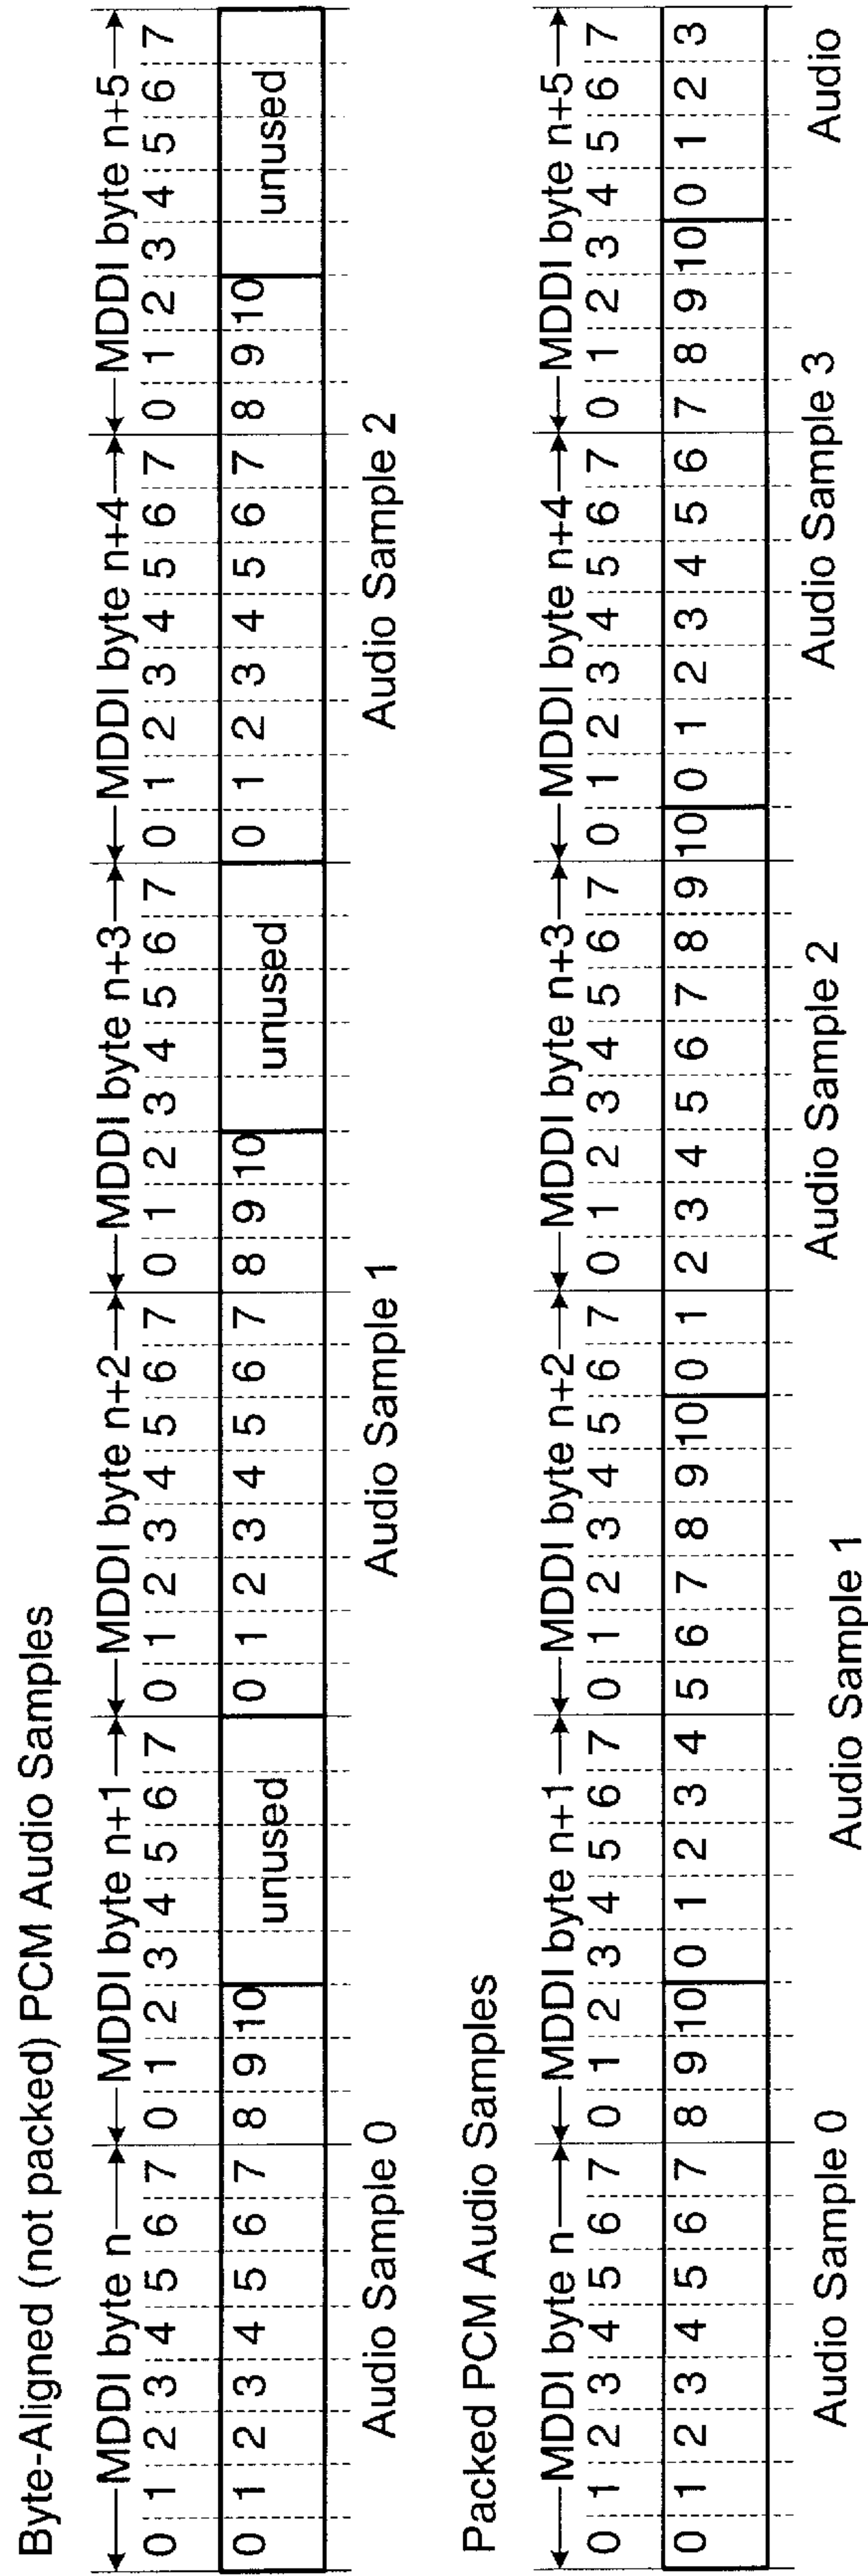 Byte-Aligned (not packed) PCM Audio Samples
MDDI byte n MDDI byte n+1 MDDI byte n+2 MDDI byte n+3 MDDI byte n+4 MDDI byte n+5
0 1 2 3 4 5 6 7 0 1 2 3 4 5 6 7 0 1 2 3 4 5 6 7 0 1 2 3 4 5 6 7 0 1 2 3 4 5 6 7 0 1 2 3 4 5 6 7
0 1 2 3 4 5 6 7 8 9 10 unused 0 1 2 3 4 5 6 7 8 9 10 unused 0 1 2 3 4 5 6 7 8 9 10 unused
Audio Sample 0 Audio Sample 1 Audio Sample 2
Packed PCM Audio Samples
MDDI byte n MDDI byte n+1 MDDI byte n+2 MDDI byte n+3 MDDI byte n+4 MDDI byte n+5
0 1 2 3 4 5 6 7 0 1 2 3 4 5 6 7 0 1 2 3 4 5 6 7 0 1 2 3 4 5 6 7 0 1 2 3 4 5 6 7 0 1 2 3 4 5 6 7
0 1 2 3 4 5 6 7 8 9 10 0 1 2 3 4 5 6 7 8 9 10 0 1 2 3 4 5 6 7 8 9 10 0 1 2 3 4 5 6 7 8 9 10 0 1 2 3
Audio Sample 0 Audio Sample 1 Audio Sample 2 Audio Sample 3 Audio